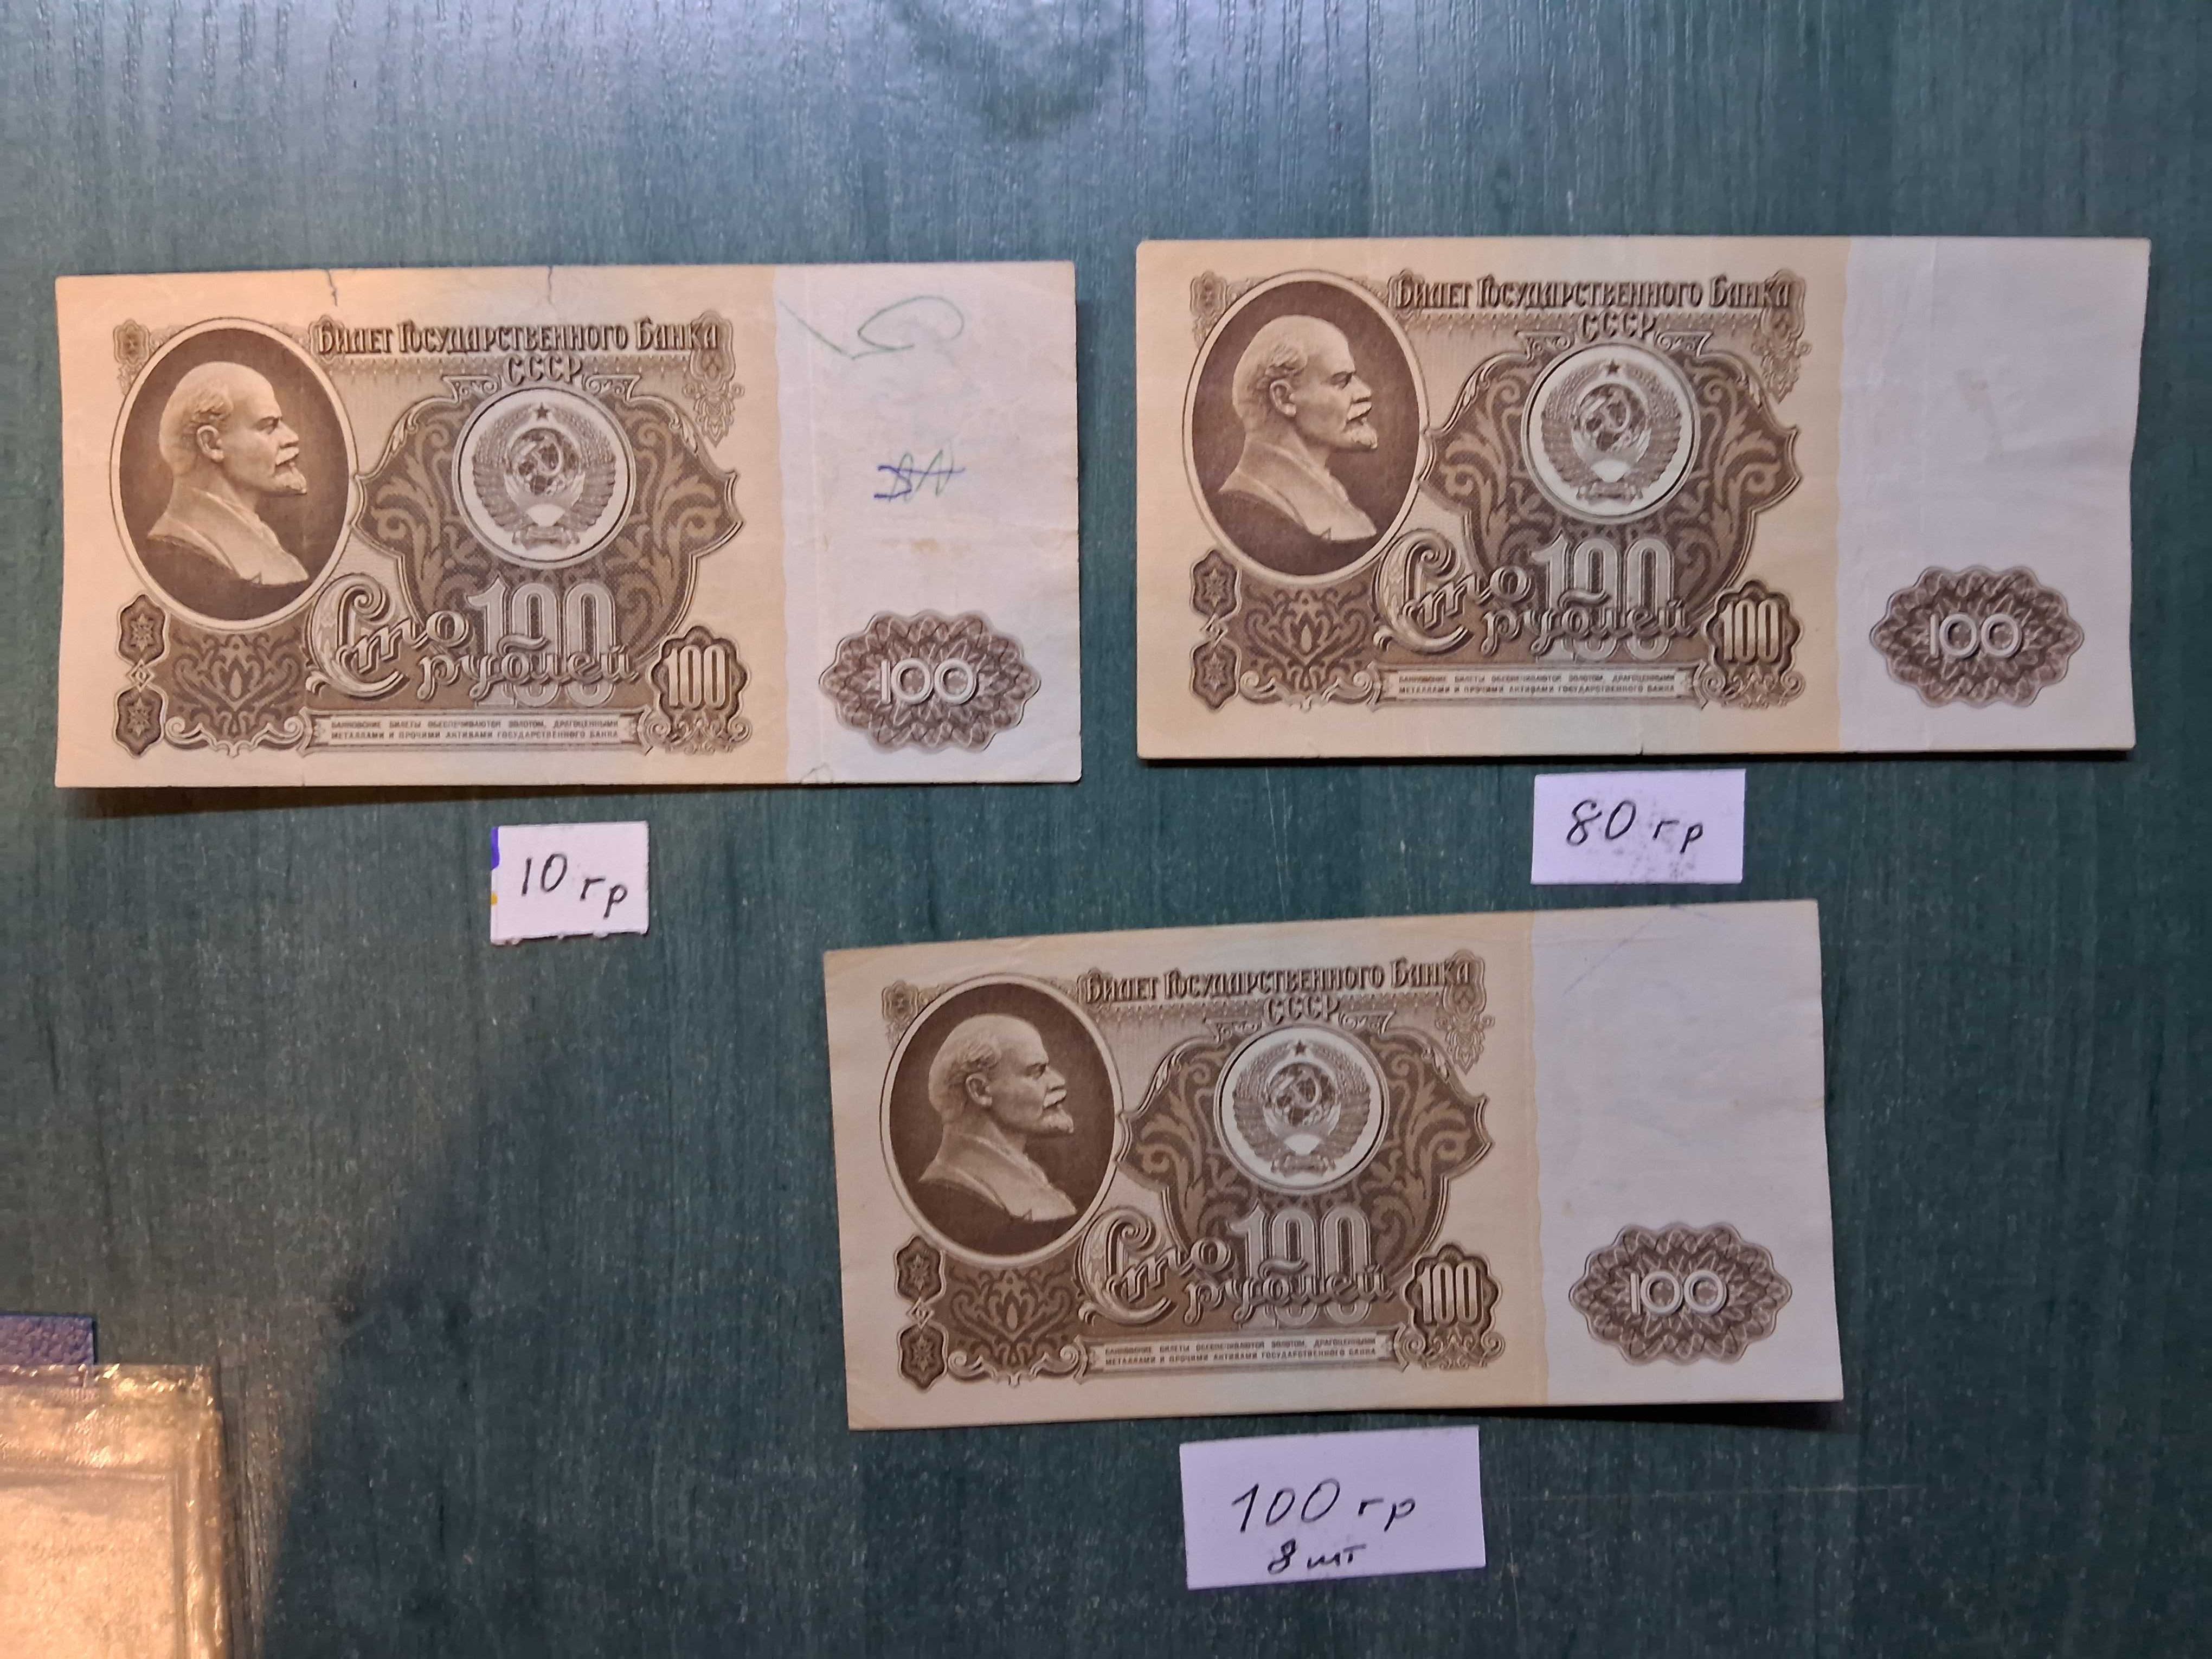 Билет Государственного Банка
СССР
100
Сто
рублей
100
БАНКОВСКИЕ БИЛЕТЫ ОБЕСПЕЧИВАЮТСЯ ЗОЛОТОМ, ДРАГОЦЕННЫМИ
МЕТАЛЛАМИ И ПРОЧИМИ АКТИВАМИ ГОСУДАРСТВЕННОГО БАНКА
100
10 гр
Билет Государственного Банка
СССР
100
Сто
рублей
100
БАНКОВСКИЕ БИЛЕТЫ ОБЕСПЕЧИВАЮТСЯ ЗОЛОТОМ, ДРАГОЦЕННЫМИ
МЕТАЛЛАМИ И ПРОЧИМИ АКТИВАМИ ГОСУДАРСТВЕННОГО БАНКА
100
80 гр
Билет Государственного Банка
СССР
100
Сто
рублей
100
БАНКОВСКИЕ БИЛЕТЫ ОБЕСПЕЧИВАЮТСЯ ЗОЛОТОМ, ДРАГОЦЕННЫМИ
МЕТАЛЛАМИ И ПРОЧИМИ АКТИВАМИ ГОСУДАРСТВЕННОГО БАНКА
100
100 гр
8 шт